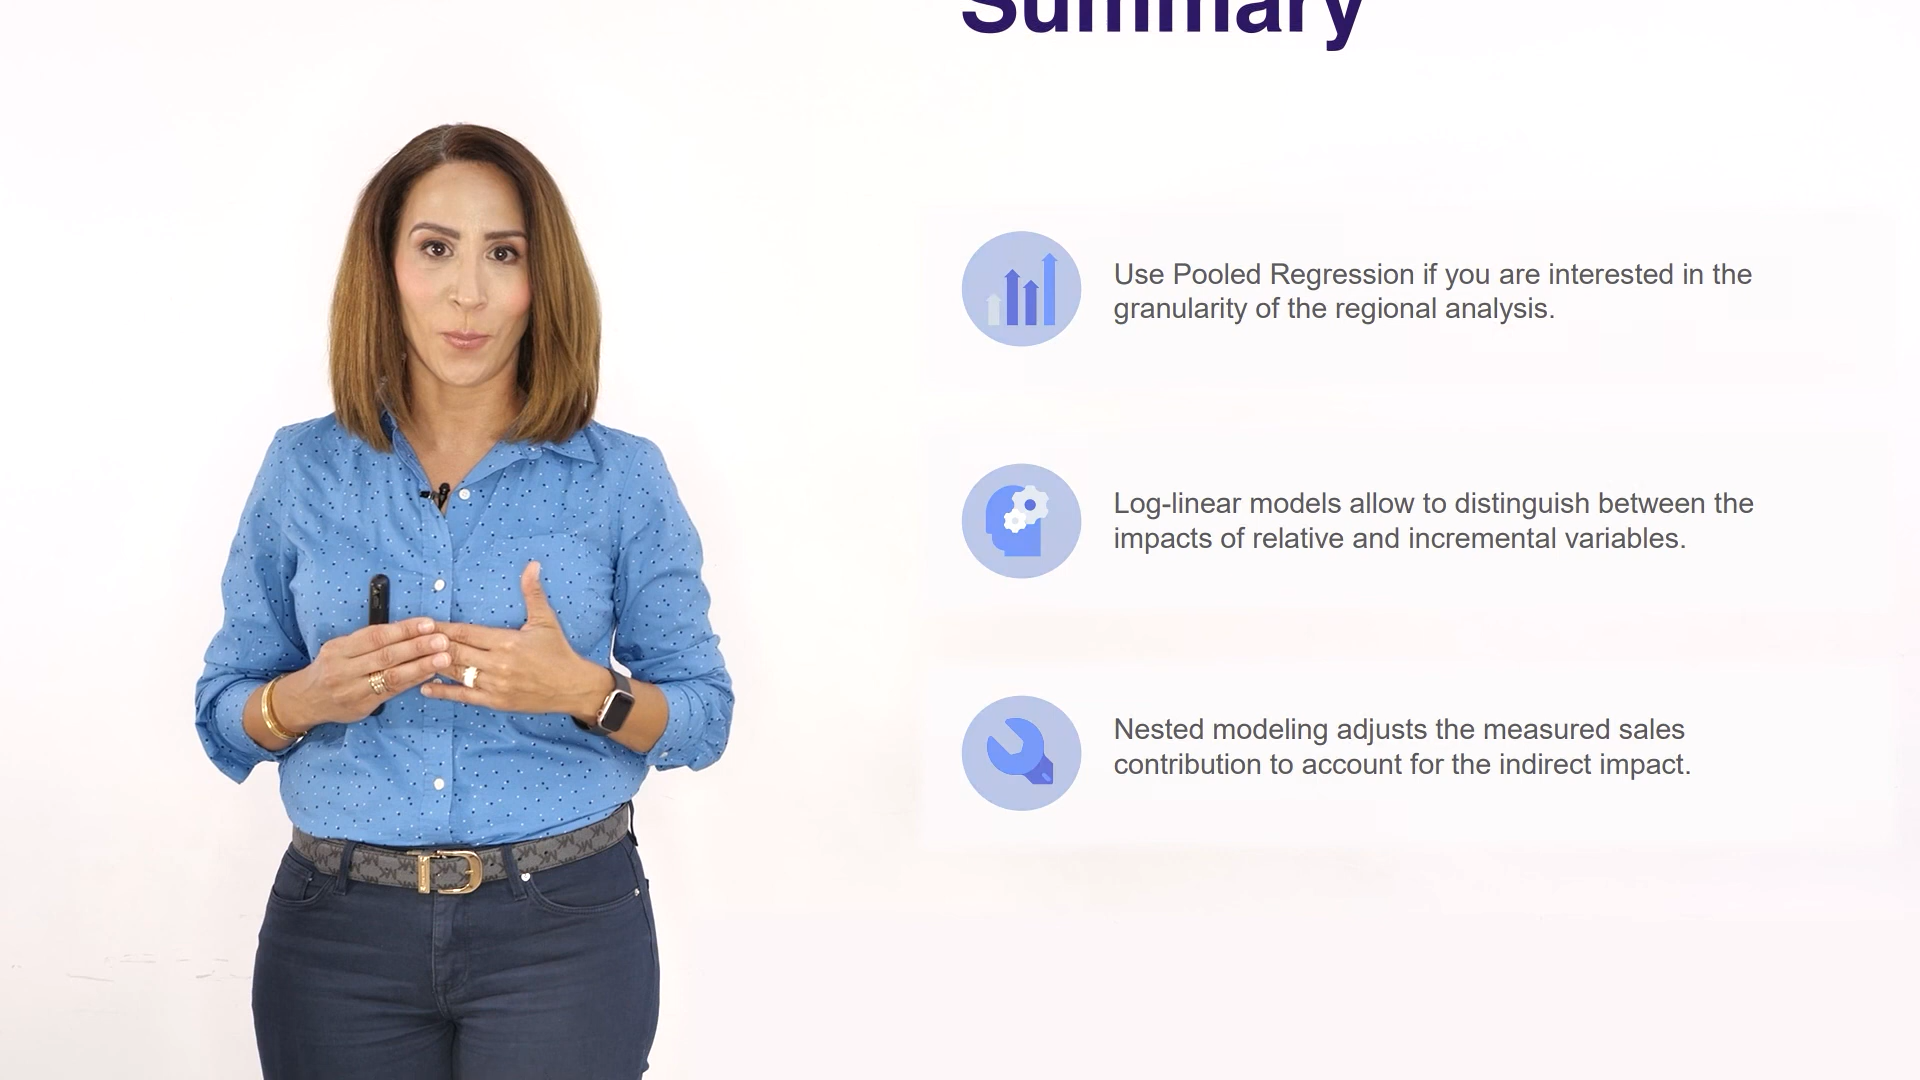 Summary
Use Pooled Regression if you are interested in the
granularity of the regional analysis.
Log-linear models allow to distinguish between the
impacts of relative and incremental variables.
Nested modeling adjusts the measured sales
contribution to account for the indirect impact.